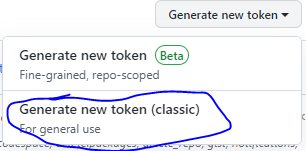 Generate new token
Generate new token Beta
Fine-grained, repo-scoped
Generate new token (classic)
For general use